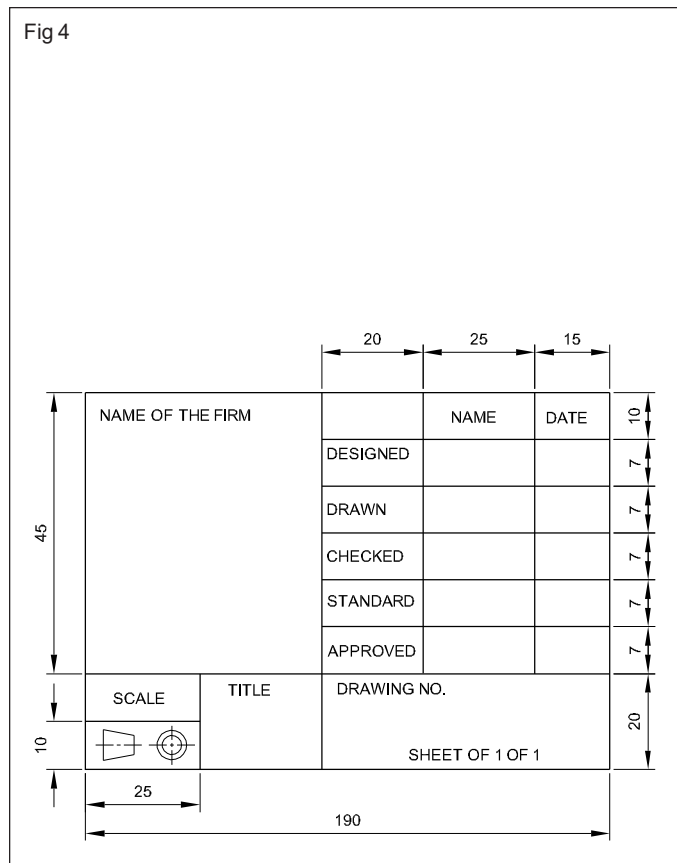 Fig 4
20
25
15
NAME OF THE FIRM
NAME
DATE
10
DESIGNED
7
DRAWN
7
45
CHECKED
7
STANDARD
7
APPROVED
7
SCALE
TITLE
DRAWING NO.
20
10
SHEET OF 1 OF 1
25
190